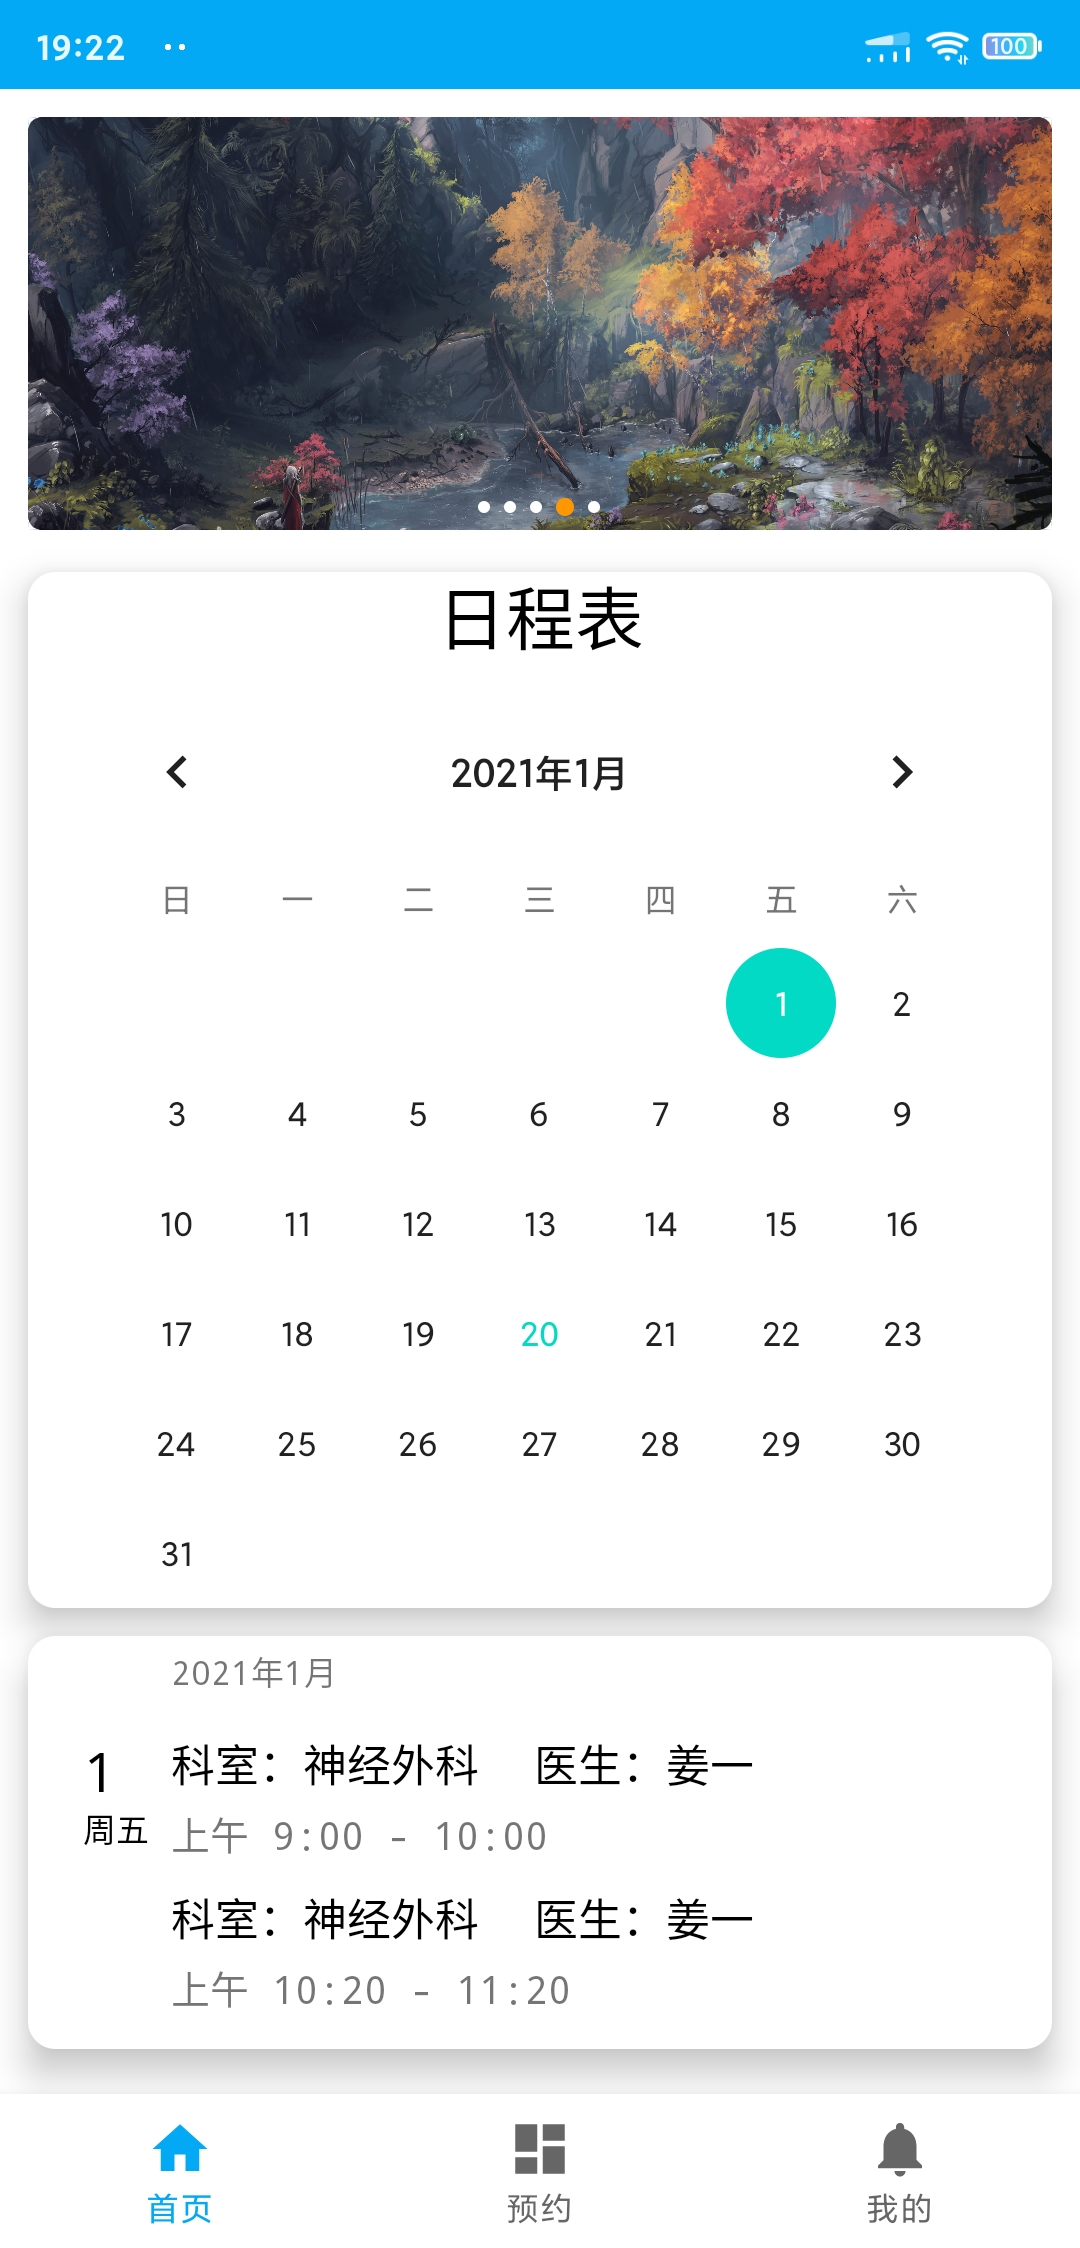 19:22
100
日程表
2021年1月
日 一 二 三 四 五 六
1 2
3 4 5 6 7 8 9
10 11 12 13 14 15 16
17 18 19 20 21 22 23
24 25 26 27 28 29 30
31
2021年1月
1
周五
科室：神经外科 医生：姜一
上午 9:00 - 10:00
科室：神经外科 医生：姜一
上午 10:20 - 11:20
首页 预约 我的